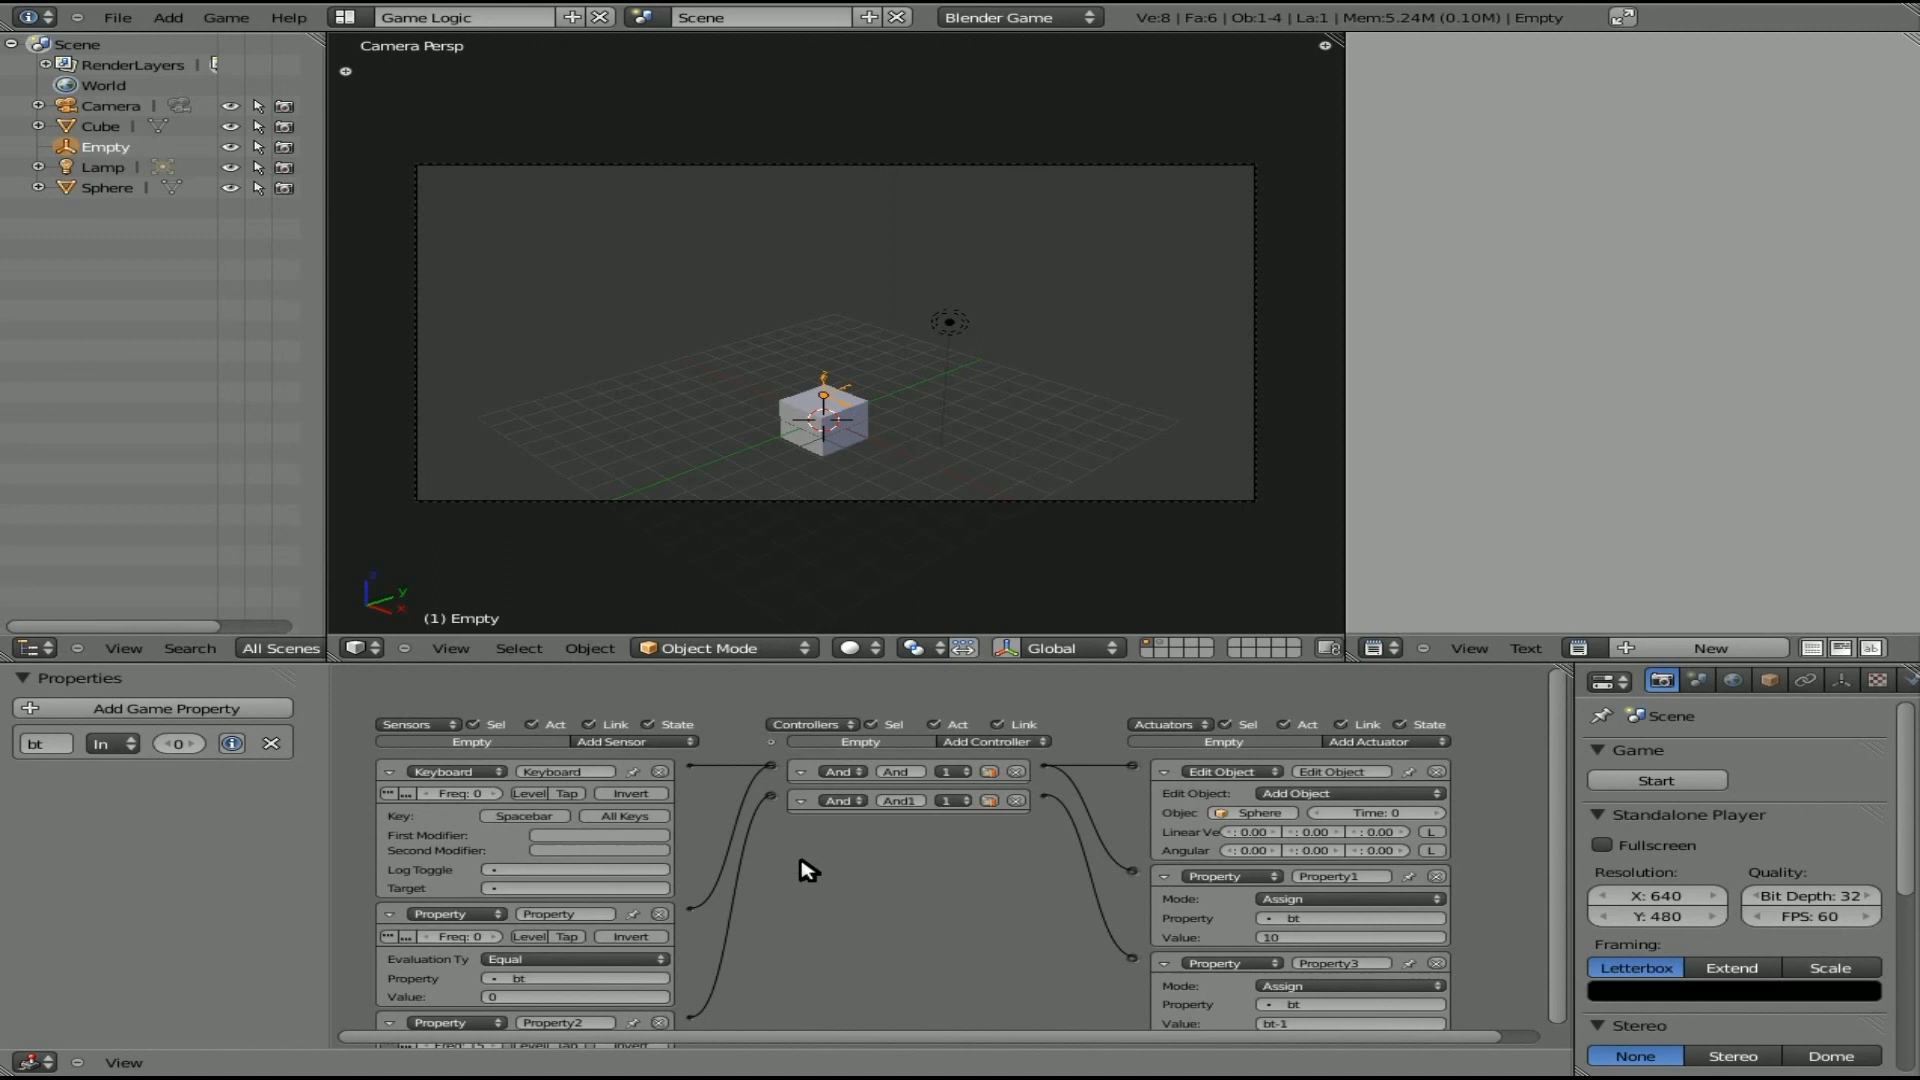 File Add Game Help Game Logic Scene Blender Game Ve:8 | Fa:6 | Ob:1-4 | La:1 | Mem:5.24M (0.10M) | Empty
Scene
RenderLayers |
World
Camera |
Cube |
Empty
Lamp |
Sphere |
Camera Persp
z
y
x
(1) Empty
View Search All Scenes
View Select Object Object Mode Global
View Text New
Properties
Add Game Property
bt In 0
Sensors Sel Act Link State
Empty Add Sensor
Keyboard Keyboard
Freq: 0 Level Tap Invert
Key: Spacebar All Keys
First Modifier:
Second Modifier:
Log Toggle
Target
Property Property
Freq: 0 Level Tap Invert
Evaluation Ty Equal
Property bt
Value: 0
Property Property2
Controllers Sel Act Link
Empty Add Controller
And And 1
And And1 1
Actuators Sel Act Link State
Empty Add Actuator
Edit Object Edit Object
Edit Object: Add Object
Objec Sphere Time: 0
Linear Ve : 0.00 : 0.00 : 0.00 L
Angular : 0.00 : 0.00 : 0.00 L
Property Property1
Mode: Assign
Property bt
Value: 10
Property Property3
Mode: Assign
Property bt
Value: bt-1
Scene
Game
Start
Standalone Player
Fullscreen
Resolution: Quality:
X: 640 Bit Depth: 32
Y: 480 FPS: 60
Framing:
Letterbox Extend Scale
Stereo
None Stereo Dome
View